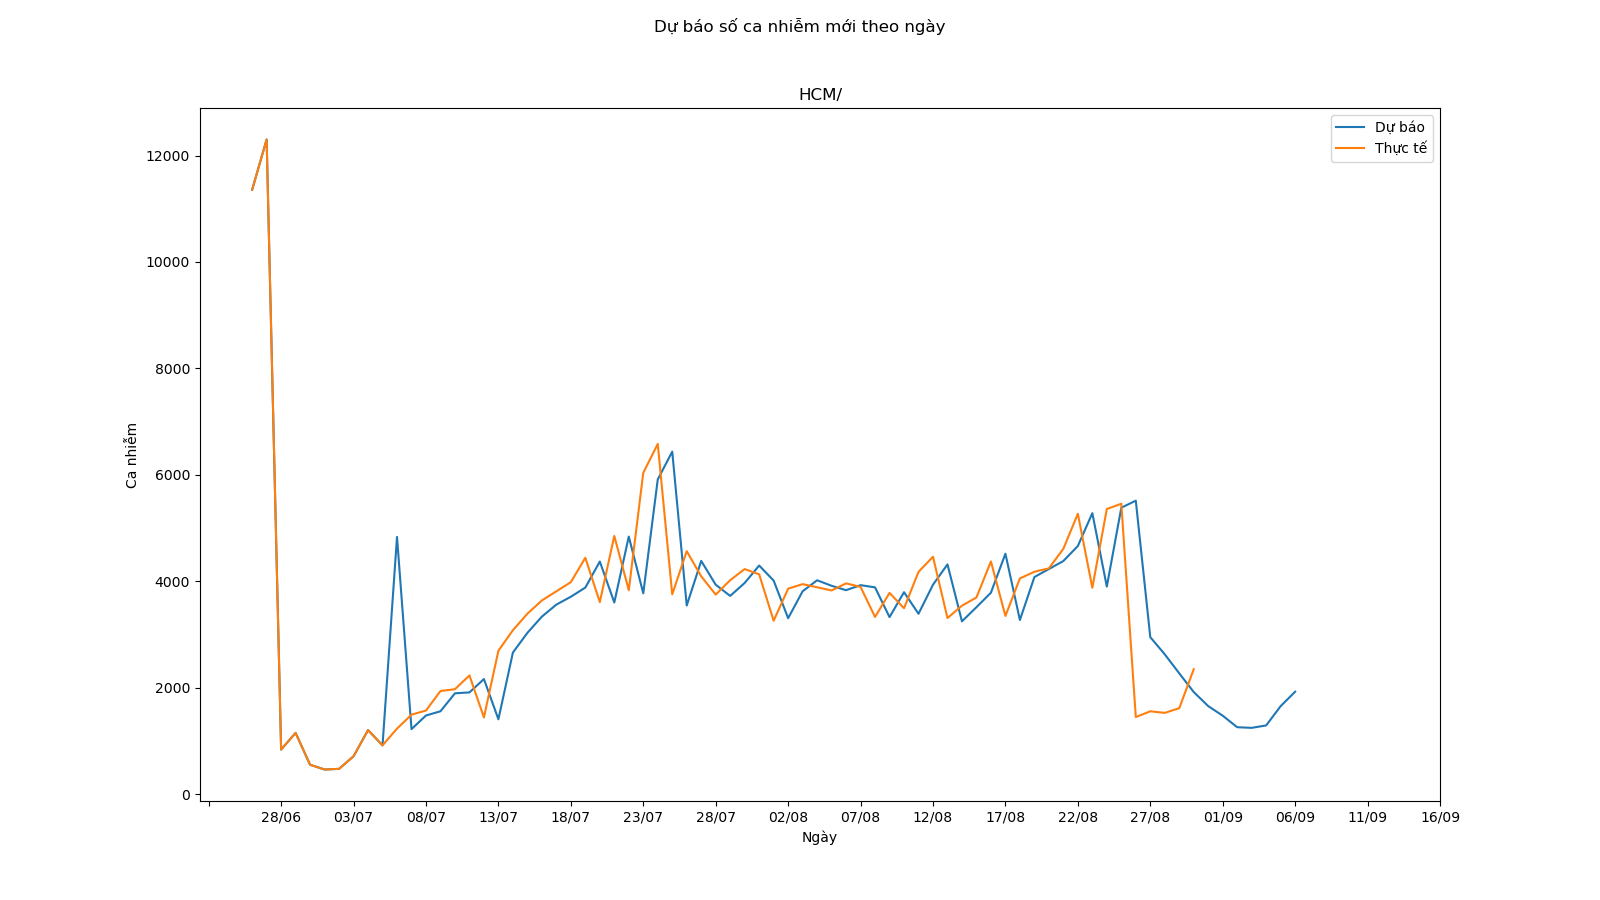 Dự báo số ca nhiễm mới theo ngày
HCM/
Dự báo
Thực tế
12000
10000
8000
6000
4000
2000
0
Ca nhiễm
28/06 03/07 08/07 13/07 18/07 23/07 28/07 02/08 07/08 12/08 17/08 22/08 27/08 01/09 06/09 11/09 16/09
Ngày